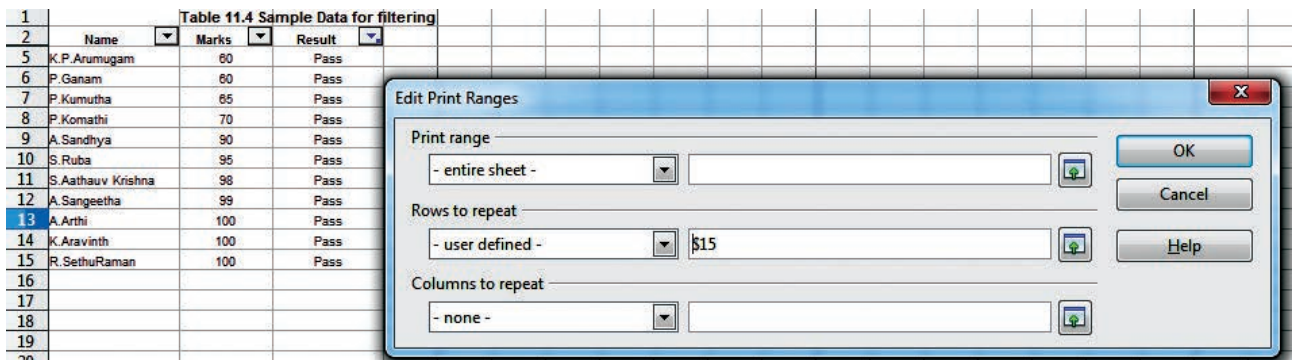 1 Table 11.4 Sample Data for filtering
2 Name Marks Result
5 K.P.Arumugam 60 Pass
6 P.Ganam 60 Pass
7 P.Kumutha 65 Pass
8 P.Komathi 70 Pass
9 A.Sandhya 90 Pass
10 S.Ruba 95 Pass
11 S.Aathauv Krishna 98 Pass
12 A.Sangeetha 99 Pass
13 A.Arthi 100 Pass
14 K.Aravinth 100 Pass
15 R.SethuRaman 100 Pass
16
17
18
19
20
Edit Print Ranges
Print range
- entire sheet -
OK
Cancel
Rows to repeat
- user defined - $15
Help
Columns to repeat
- none -